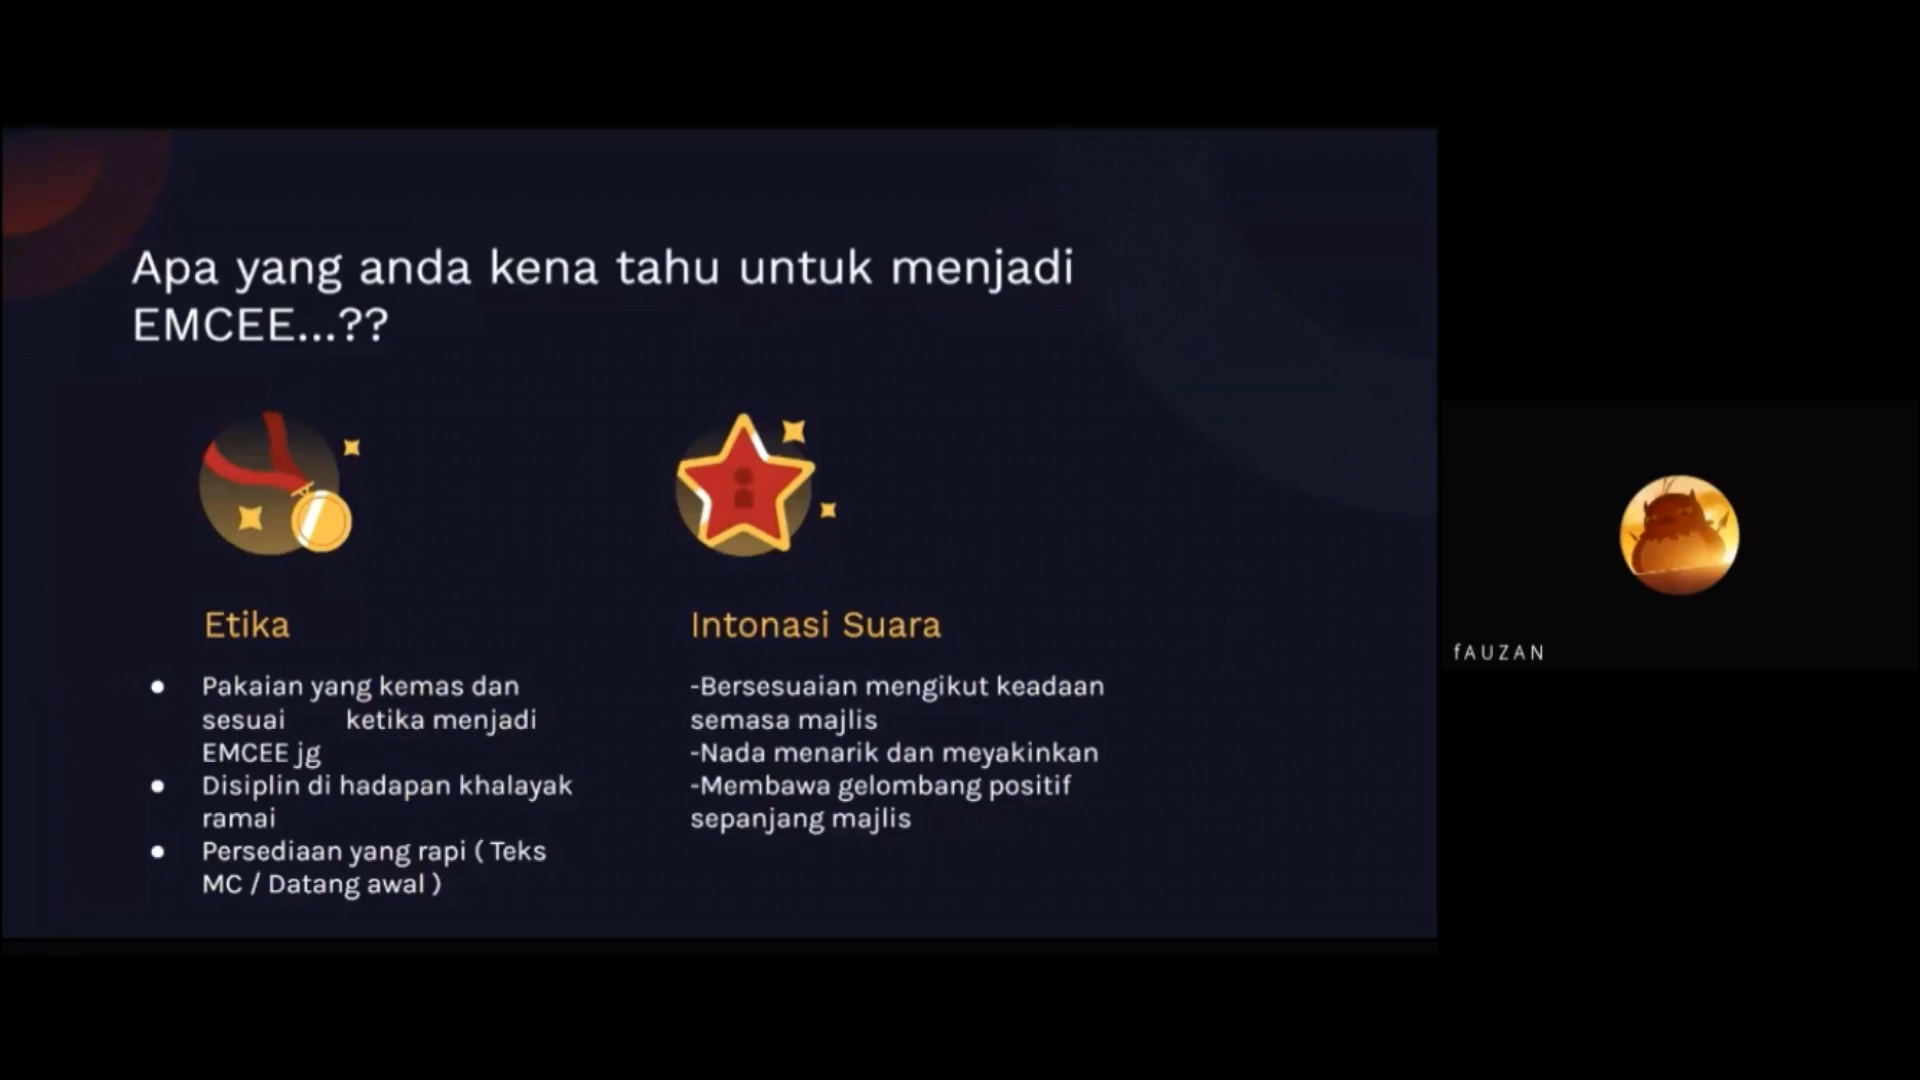 Apa yang anda kena tahu untuk menjadi
EMCEE...??
Etika
● Pakaian yang kemas dan
sesuai ketika menjadi
EMCEE jg
● Disiplin di hadapan khalayak
ramai
● Persediaan yang rapi ( Teks
MC / Datang awal )
Intonasi Suara
-Bersesuaian mengikut keadaan
semasa majlis
-Nada menarik dan meyakinkan
-Membawa gelombang positif
sepanjang majlis
fAUZAN